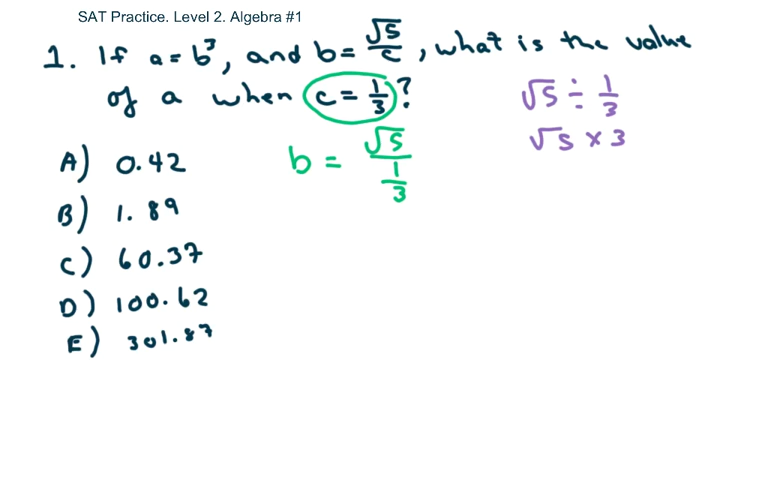 SAT Practice. Level 2. Algebra #1
1. If a = b³, and b = √5/c, what is the value
of a when c = 1/3?
√5 ÷ 1/3
√5 × 3
b = √5/(1/3)
A) 0.42
B) 1.89
C) 60.37
D) 100.62
E) 301.87